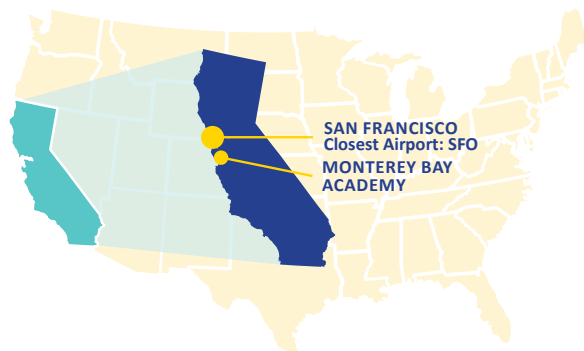 SAN FRANCISCO
Closest Airport: SFO
MONTEREY BAY
ACADEMY